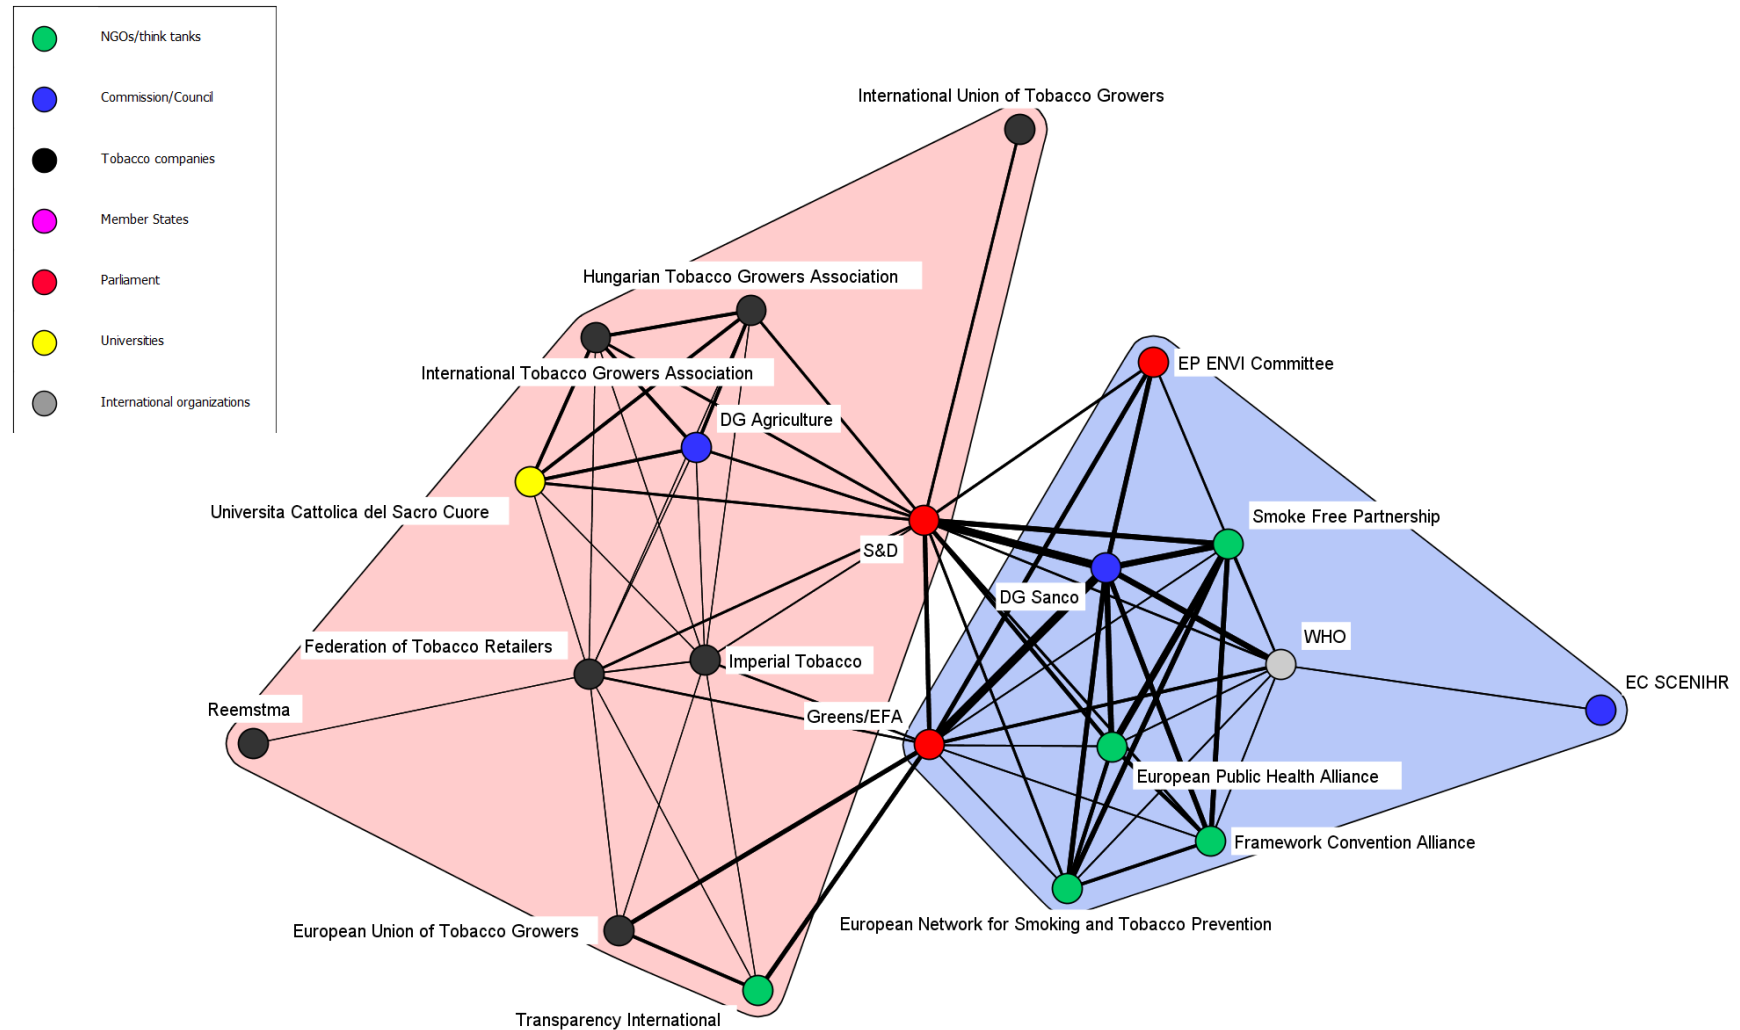 NGOs/think tanks
Commission/Council
Tobacco companies
Member States
Parliament
Universities
International organizations
International Union of Tobacco Growers
Hungarian Tobacco Growers Association
EP ENVI Committee
International Tobacco Growers Association
DG Agriculture
Universita Cattolica del Sacro Cuore
Smoke Free Partnership
S&D
DG Sanco
WHO
Federation of Tobacco Retailers
Imperial Tobacco
EC SCENIHR
Reemstma
Greens/EFA
European Public Health Alliance
Framework Convention Alliance
European Network for Smoking and Tobacco Prevention
European Union of Tobacco Growers
Transparency International